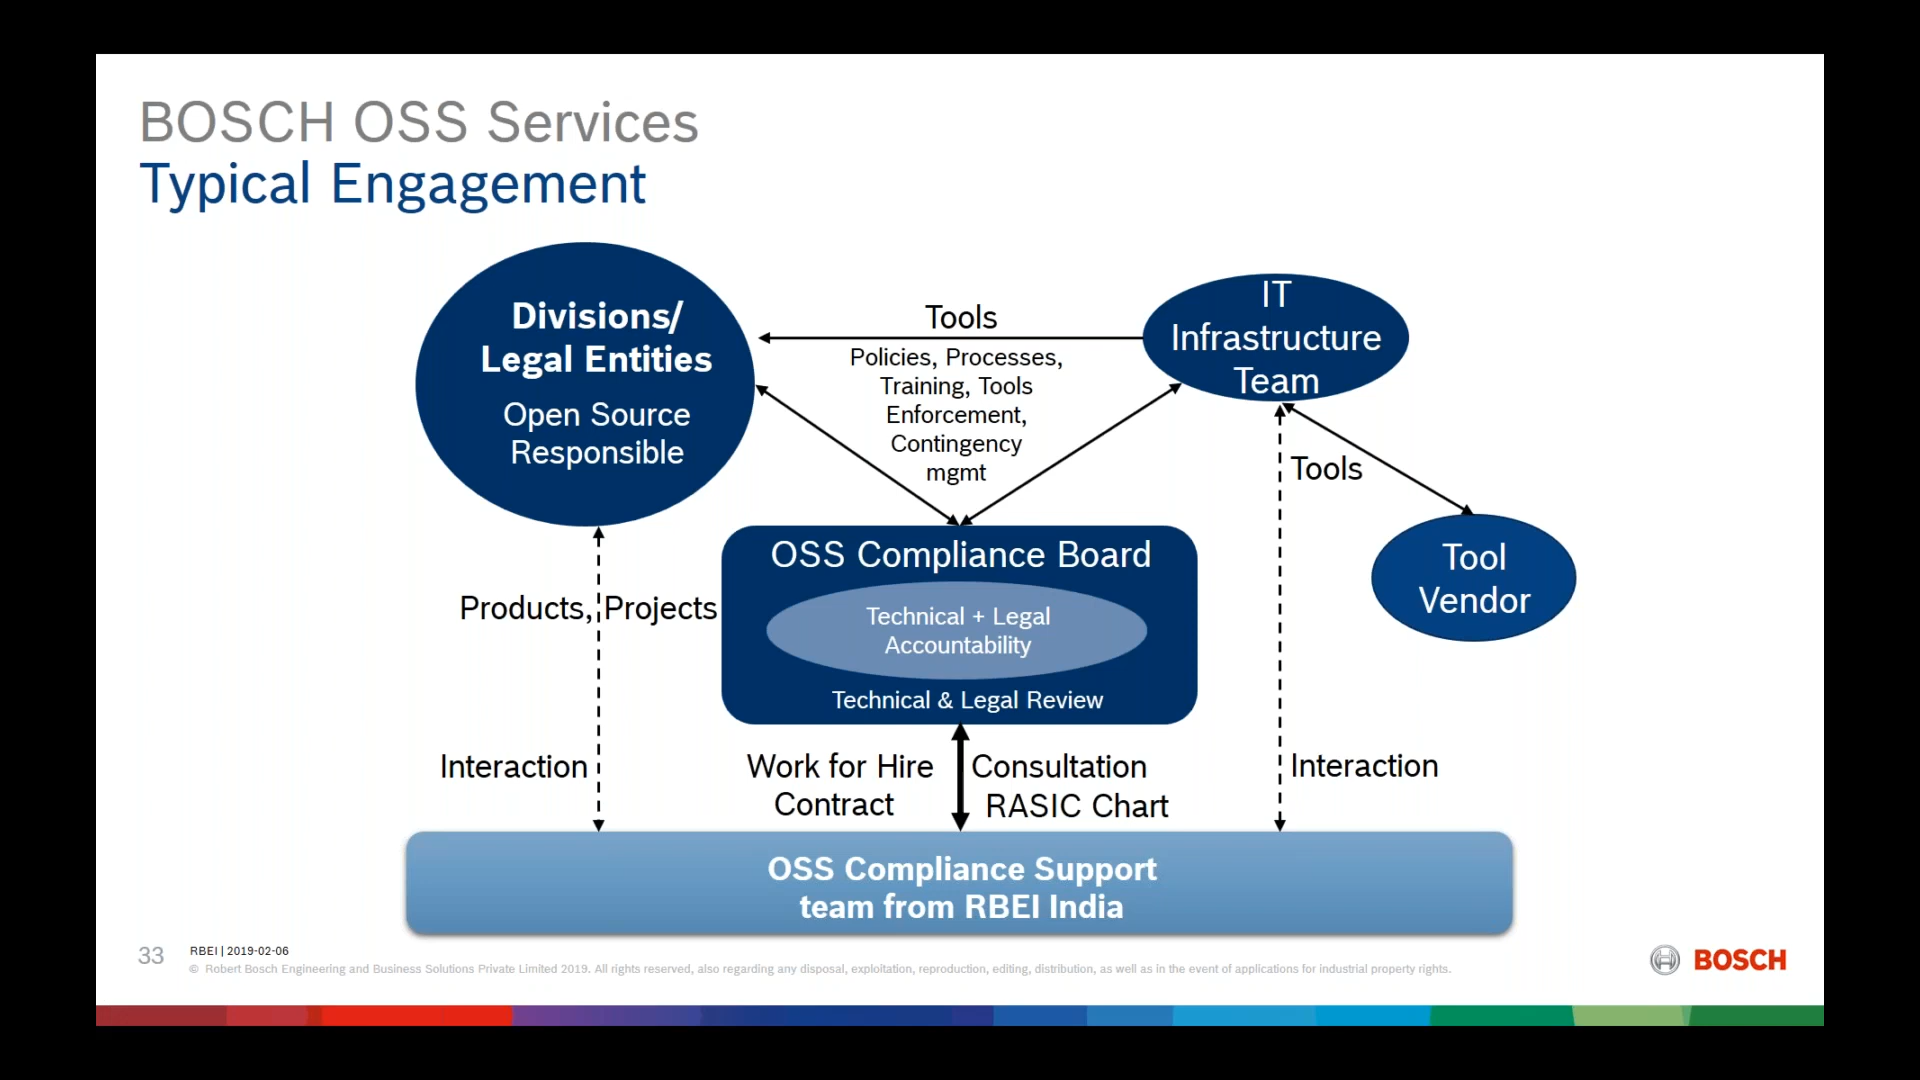 BOSCH OSS Services
Typical Engagement
Divisions/
Legal Entities
Open Source
Responsible
Tools
Policies, Processes,
Training, Tools
Enforcement,
Contingency
mgmt
IT
Infrastructure
Team
Tools
Tool
Vendor
OSS Compliance Board
Technical + Legal
Accountability
Technical & Legal Review
Products, Projects
Interaction
Work for Hire
Contract
Consultation
RASIC Chart
Interaction
OSS Compliance Support
team from RBEI India
33
RBEI | 2019-02-06
© Robert Bosch Engineering and Business Solutions Private Limited 2019. All rights reserved, also regarding any disposal, exploitation, reproduction, editing, distribution, as well as in the event of applications for industrial property rights.
BOSCH